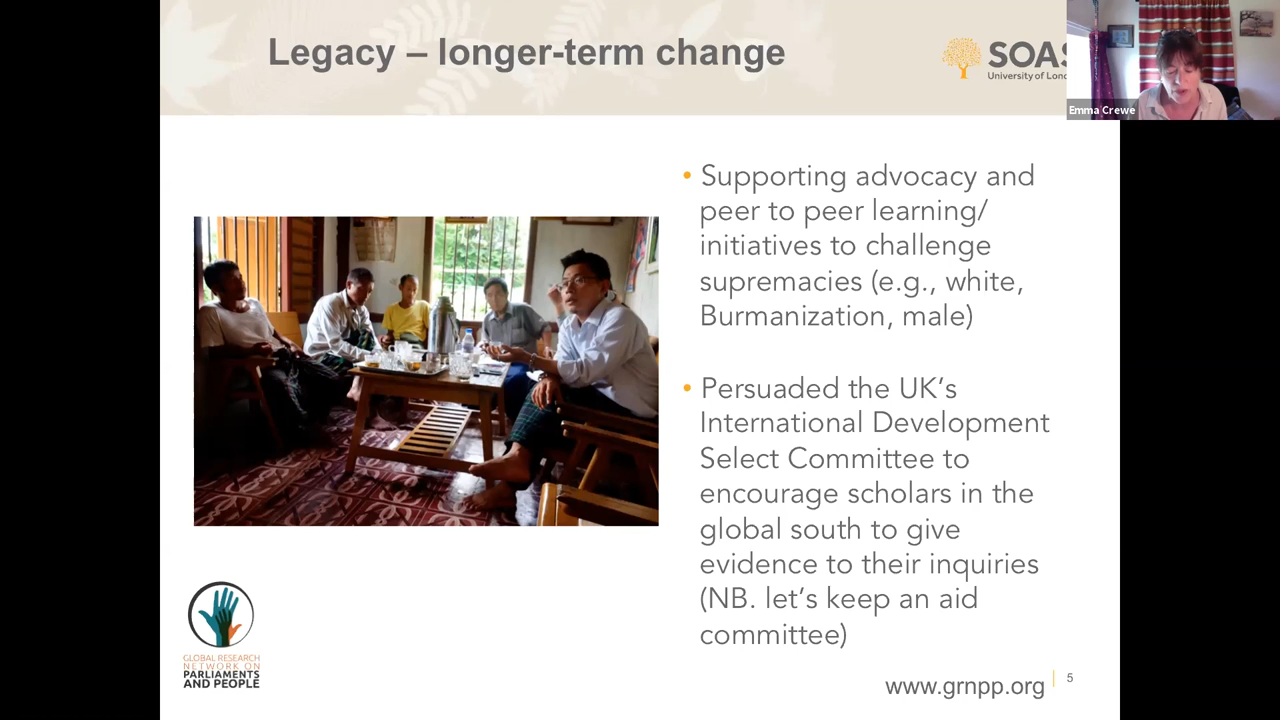 Legacy – longer-term change
SOAS
University of Lond
Emma Crewe
• Supporting advocacy and
peer to peer learning/
initiatives to challenge
supremacies (e.g., white,
Burmanization, male)
• Persuaded the UK’s
International Development
Select Committee to
encourage scholars in the
global south to give
evidence to their inquiries
(NB. let’s keep an aid
committee)
GLOBAL RESEARCH
NETWORK ON
PARLIAMENTS
AND PEOPLE
www.grnpp.org
5